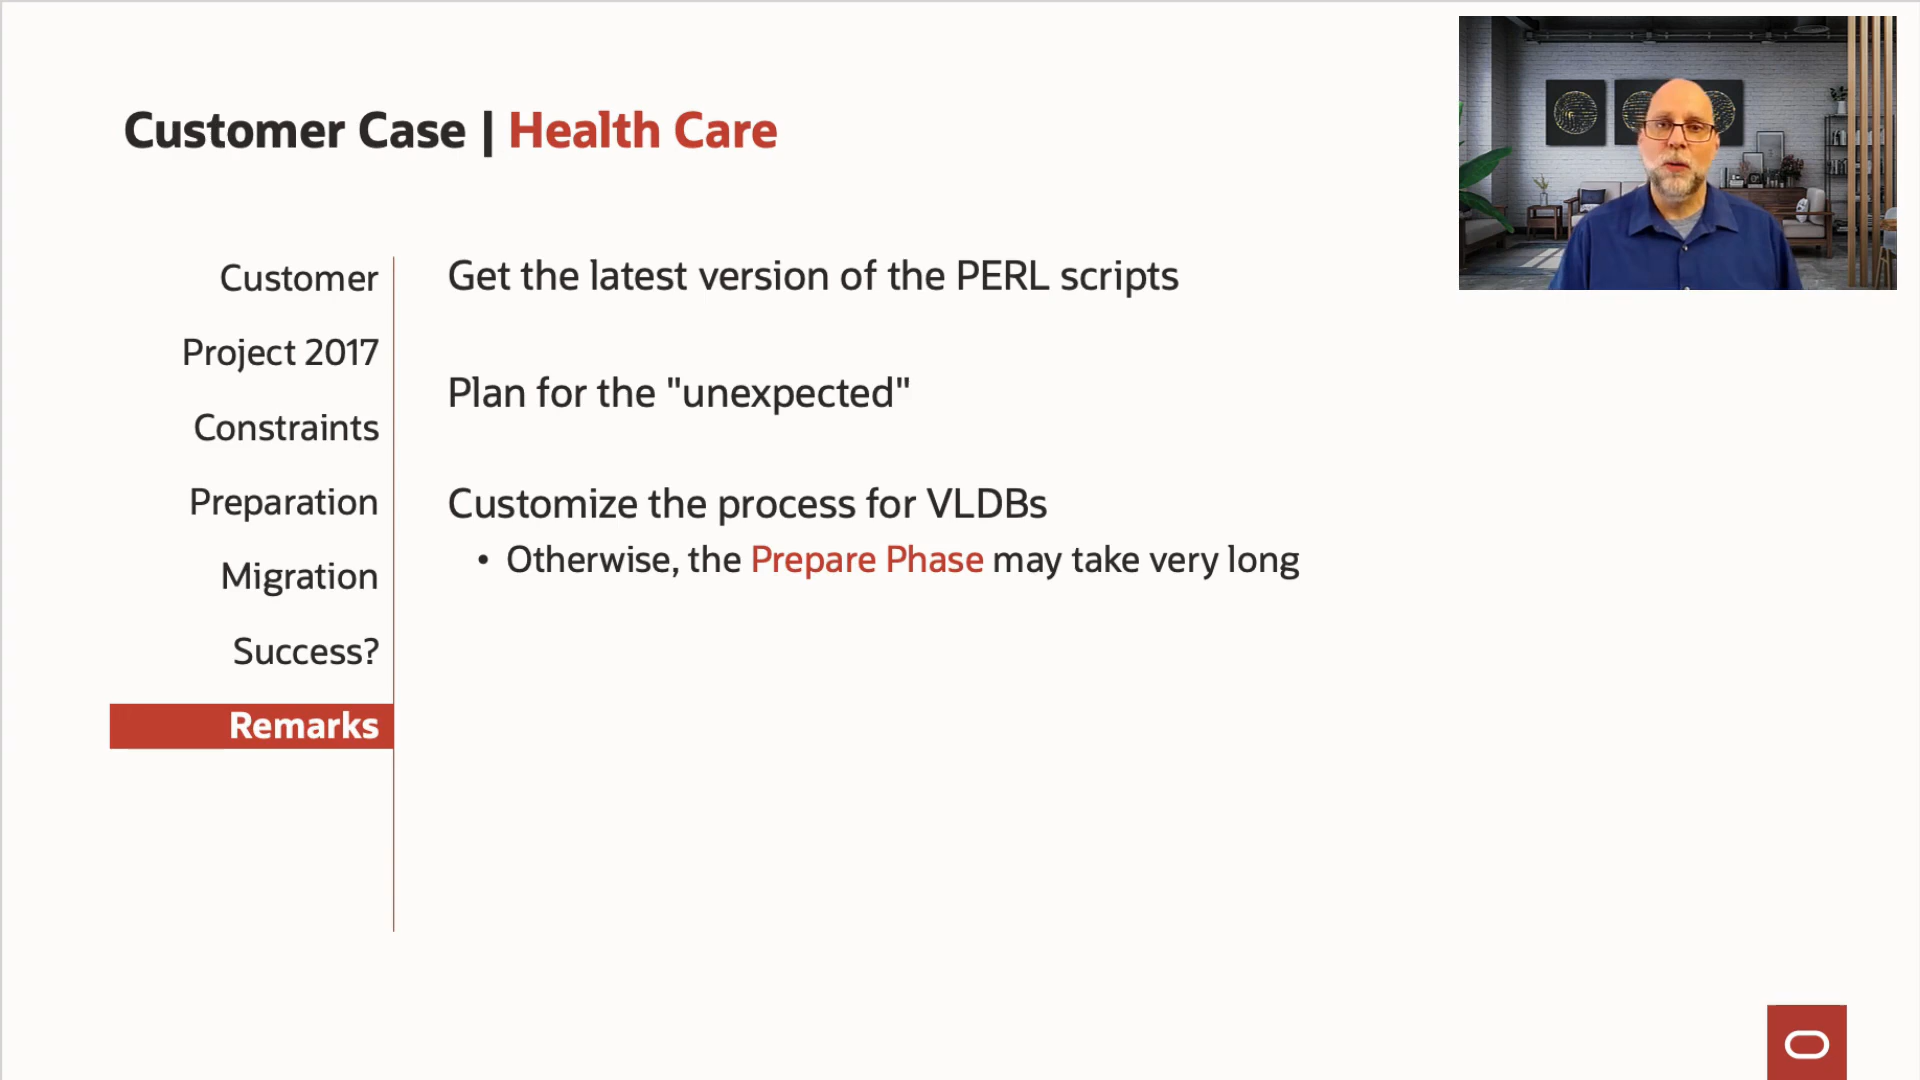 Customer Case | Health Care
Customer
Project 2017
Constraints
Preparation
Migration
Success?
Remarks
Get the latest version of the PERL scripts
Plan for the "unexpected"
Customize the process for VLDBs
• Otherwise, the Prepare Phase may take very long